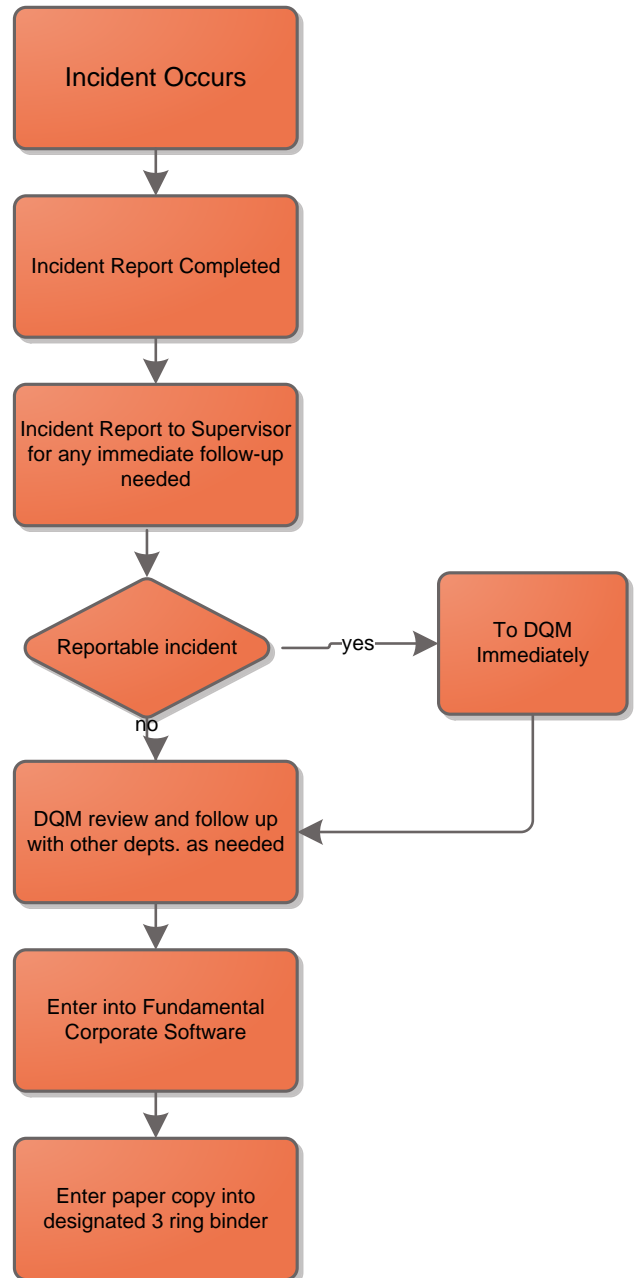 Incident Occurs
Incident Report Completed
Incident Report to Supervisor
for any immediate follow-up
needed
Reportable incident
yes
To DQM
Immediately
no
DQM review and follow up
with other depts. as needed
Enter into Fundamental
Corporate Software
Enter paper copy into
designated 3 ring binder